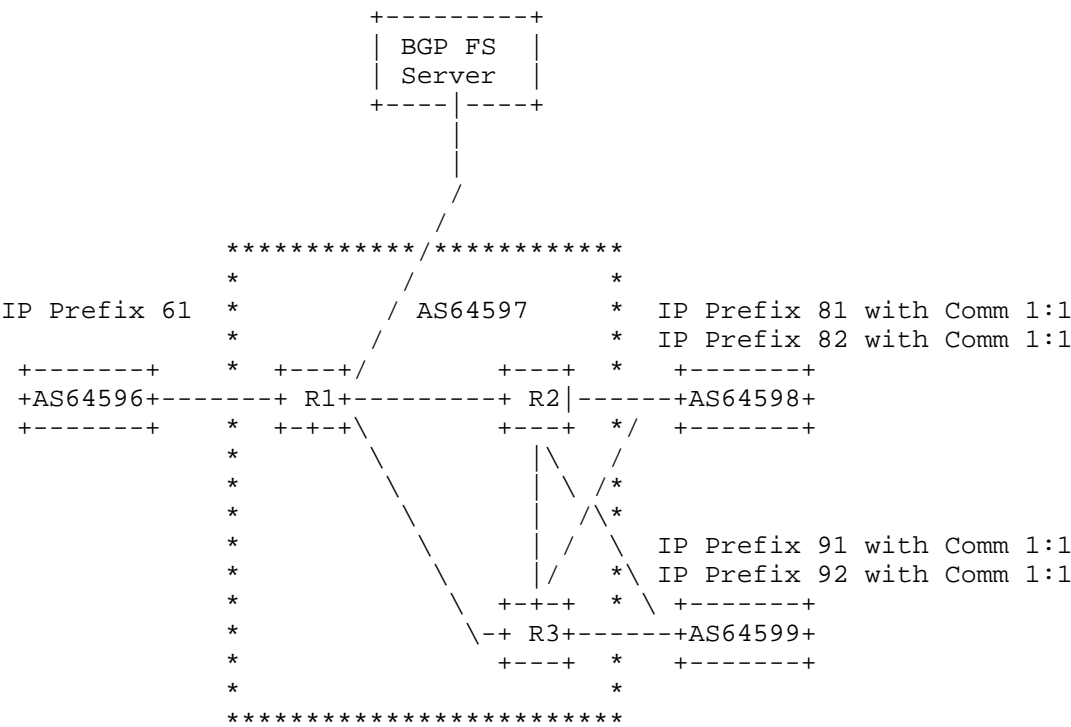 BGP FS
Server
IP Prefix 61 AS64597 IP Prefix 81 with Comm 1:1
IP Prefix 82 with Comm 1:1
AS64596 R1 R2 AS64598
IP Prefix 91 with Comm 1:1
IP Prefix 92 with Comm 1:1
R3 AS64599